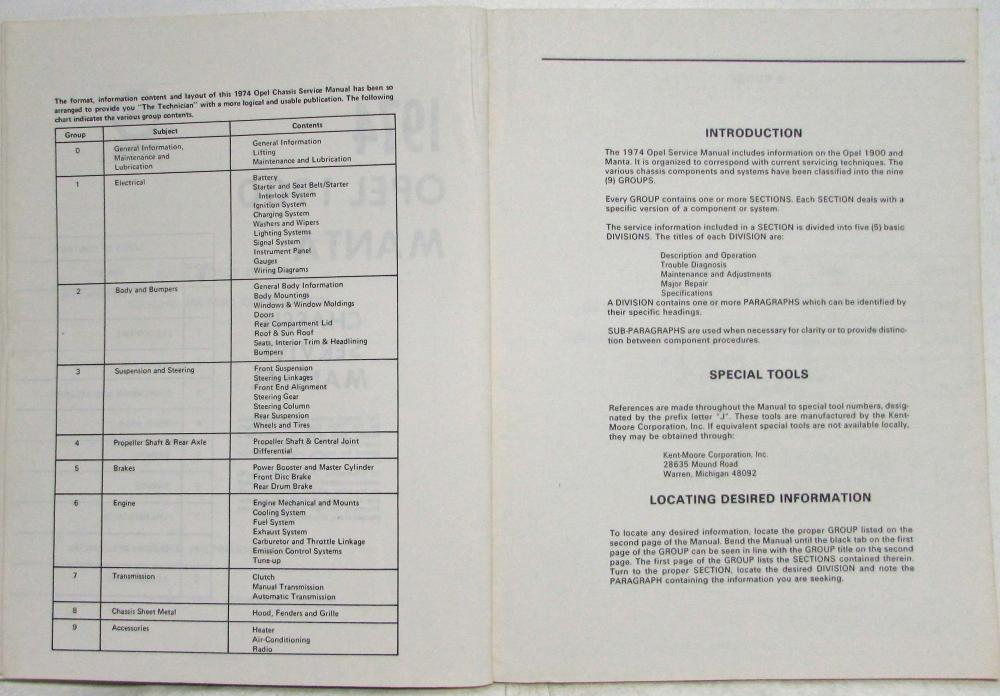 The format, information content and layout of this 1974 Opel Chassis Service Manual has been so
arranged to provide you "The Technician" with a more logical and usable publication. The following
chart indicates the various group contents.
Group Subject Contents
0 General Information, Maintenance and Lubrication
General Information
Lifting
Maintenance and Lubrication
1 Electrical
Battery
Starter and Seat Belt/Starter
Interlock System
Ignition System
Charging System
Washers and Wipers
Lighting Systems
Signal System
Instrument Panel
Gauges
Wiring Diagrams
2 Body and Bumpers
General Body Information
Body Mountings
Windows & Window Moldings
Doors
Rear Compartment Lid
Roof & Sun Roof
Seats, Interior Trim & Headlining
Bumpers
3 Suspension and Steering
Front Suspension
Steering Linkages
Front End Alignment
Steering Gear
Steering Column
Rear Suspension
Wheels and Tires
4 Propeller Shaft & Rear Axle
Propeller Shaft & Central Joint
Differential
5 Brakes
Power Booster and Master Cylinder
Front Disc Brake
Rear Drum Brake
6 Engine
Engine Mechanical and Mounts
Cooling System
Fuel System
Exhaust System
Carburetor and Throttle Linkage
Emission Control Systems
Tune-up
7 Transmission
Clutch
Manual Transmission
Automatic Transmission
8 Chassis Sheet Metal
Hood, Fenders and Grille
9 Accessories
Heater
Air-Conditioning
Radio
INTRODUCTION
The 1974 Opel Service Manual includes information on the Opel 1900 and
Manta. It is organized to correspond with current servicing techniques. The
various chassis components and systems have been classified into the nine
(9) GROUPS.
Every GROUP contains one or more SECTIONS. Each SECTION deals with a
specific version of a component or system.
The service information included in a SECTION is divided into five (5) basic
DIVISIONS. The titles of each DIVISION are:
Description and Operation
Trouble Diagnosis
Maintenance and Adjustments
Major Repair
Specifications
A DIVISION contains one or more PARAGRAPHS which can be identified by
their specific headings.
SUB-PARAGRAPHS are used when necessary for clarity or to provide distinc-
tion between component procedures.
SPECIAL TOOLS
References are made throughout the Manual to special tool numbers, desig-
nated by the prefix letter "J". These tools are manufactured by the Kent-
Moore Corporation, Inc. If equivalent special tools are not available locally,
they may be obtained through:
Kent-Moore Corporation, Inc.
28635 Mound Road
Warren, Michigan 48092
LOCATING DESIRED INFORMATION
To locate any desired information, locate the proper GROUP listed on the
second page of the Manual. Bend the Manual until the black tab on the first
page of the GROUP can be seen in line with the GROUP title on the second
page. The first page of the GROUP lists the SECTIONS contained therein.
Turn to the proper SECTION, locate the desired DIVISION and note the
PARAGRAPH containing the information you are seeking.